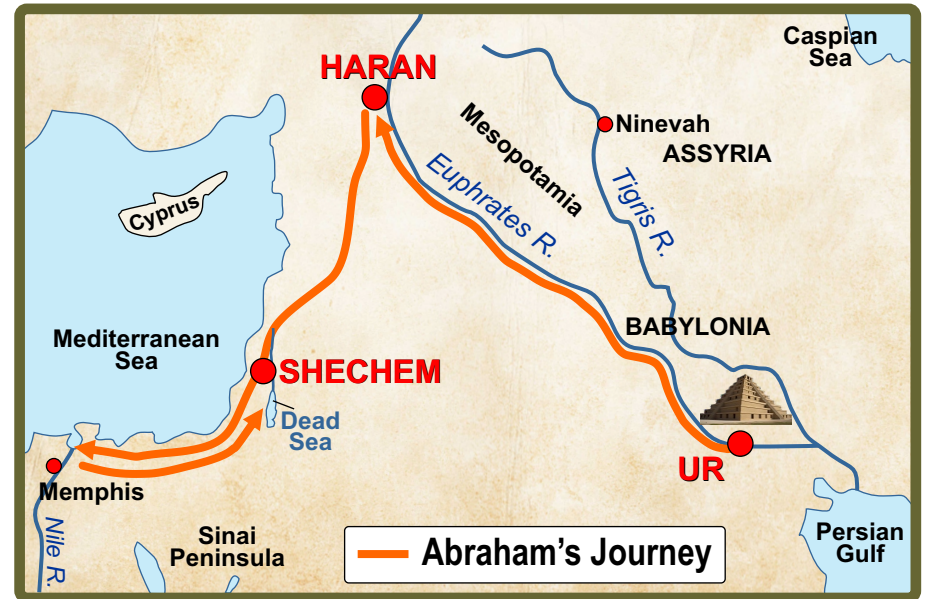 Caspian
Sea
HARAN
Mesopotamia
Ninevah
ASSYRIA
Euphrates R.
Tigris R.
Cyprus
Mediterranean
Sea
BABYLONIA
SHECHEM
Dead
Sea
UR
Memphis
Nile R.
Sinai
Peninsula
Abraham's Journey
Persian
Gulf